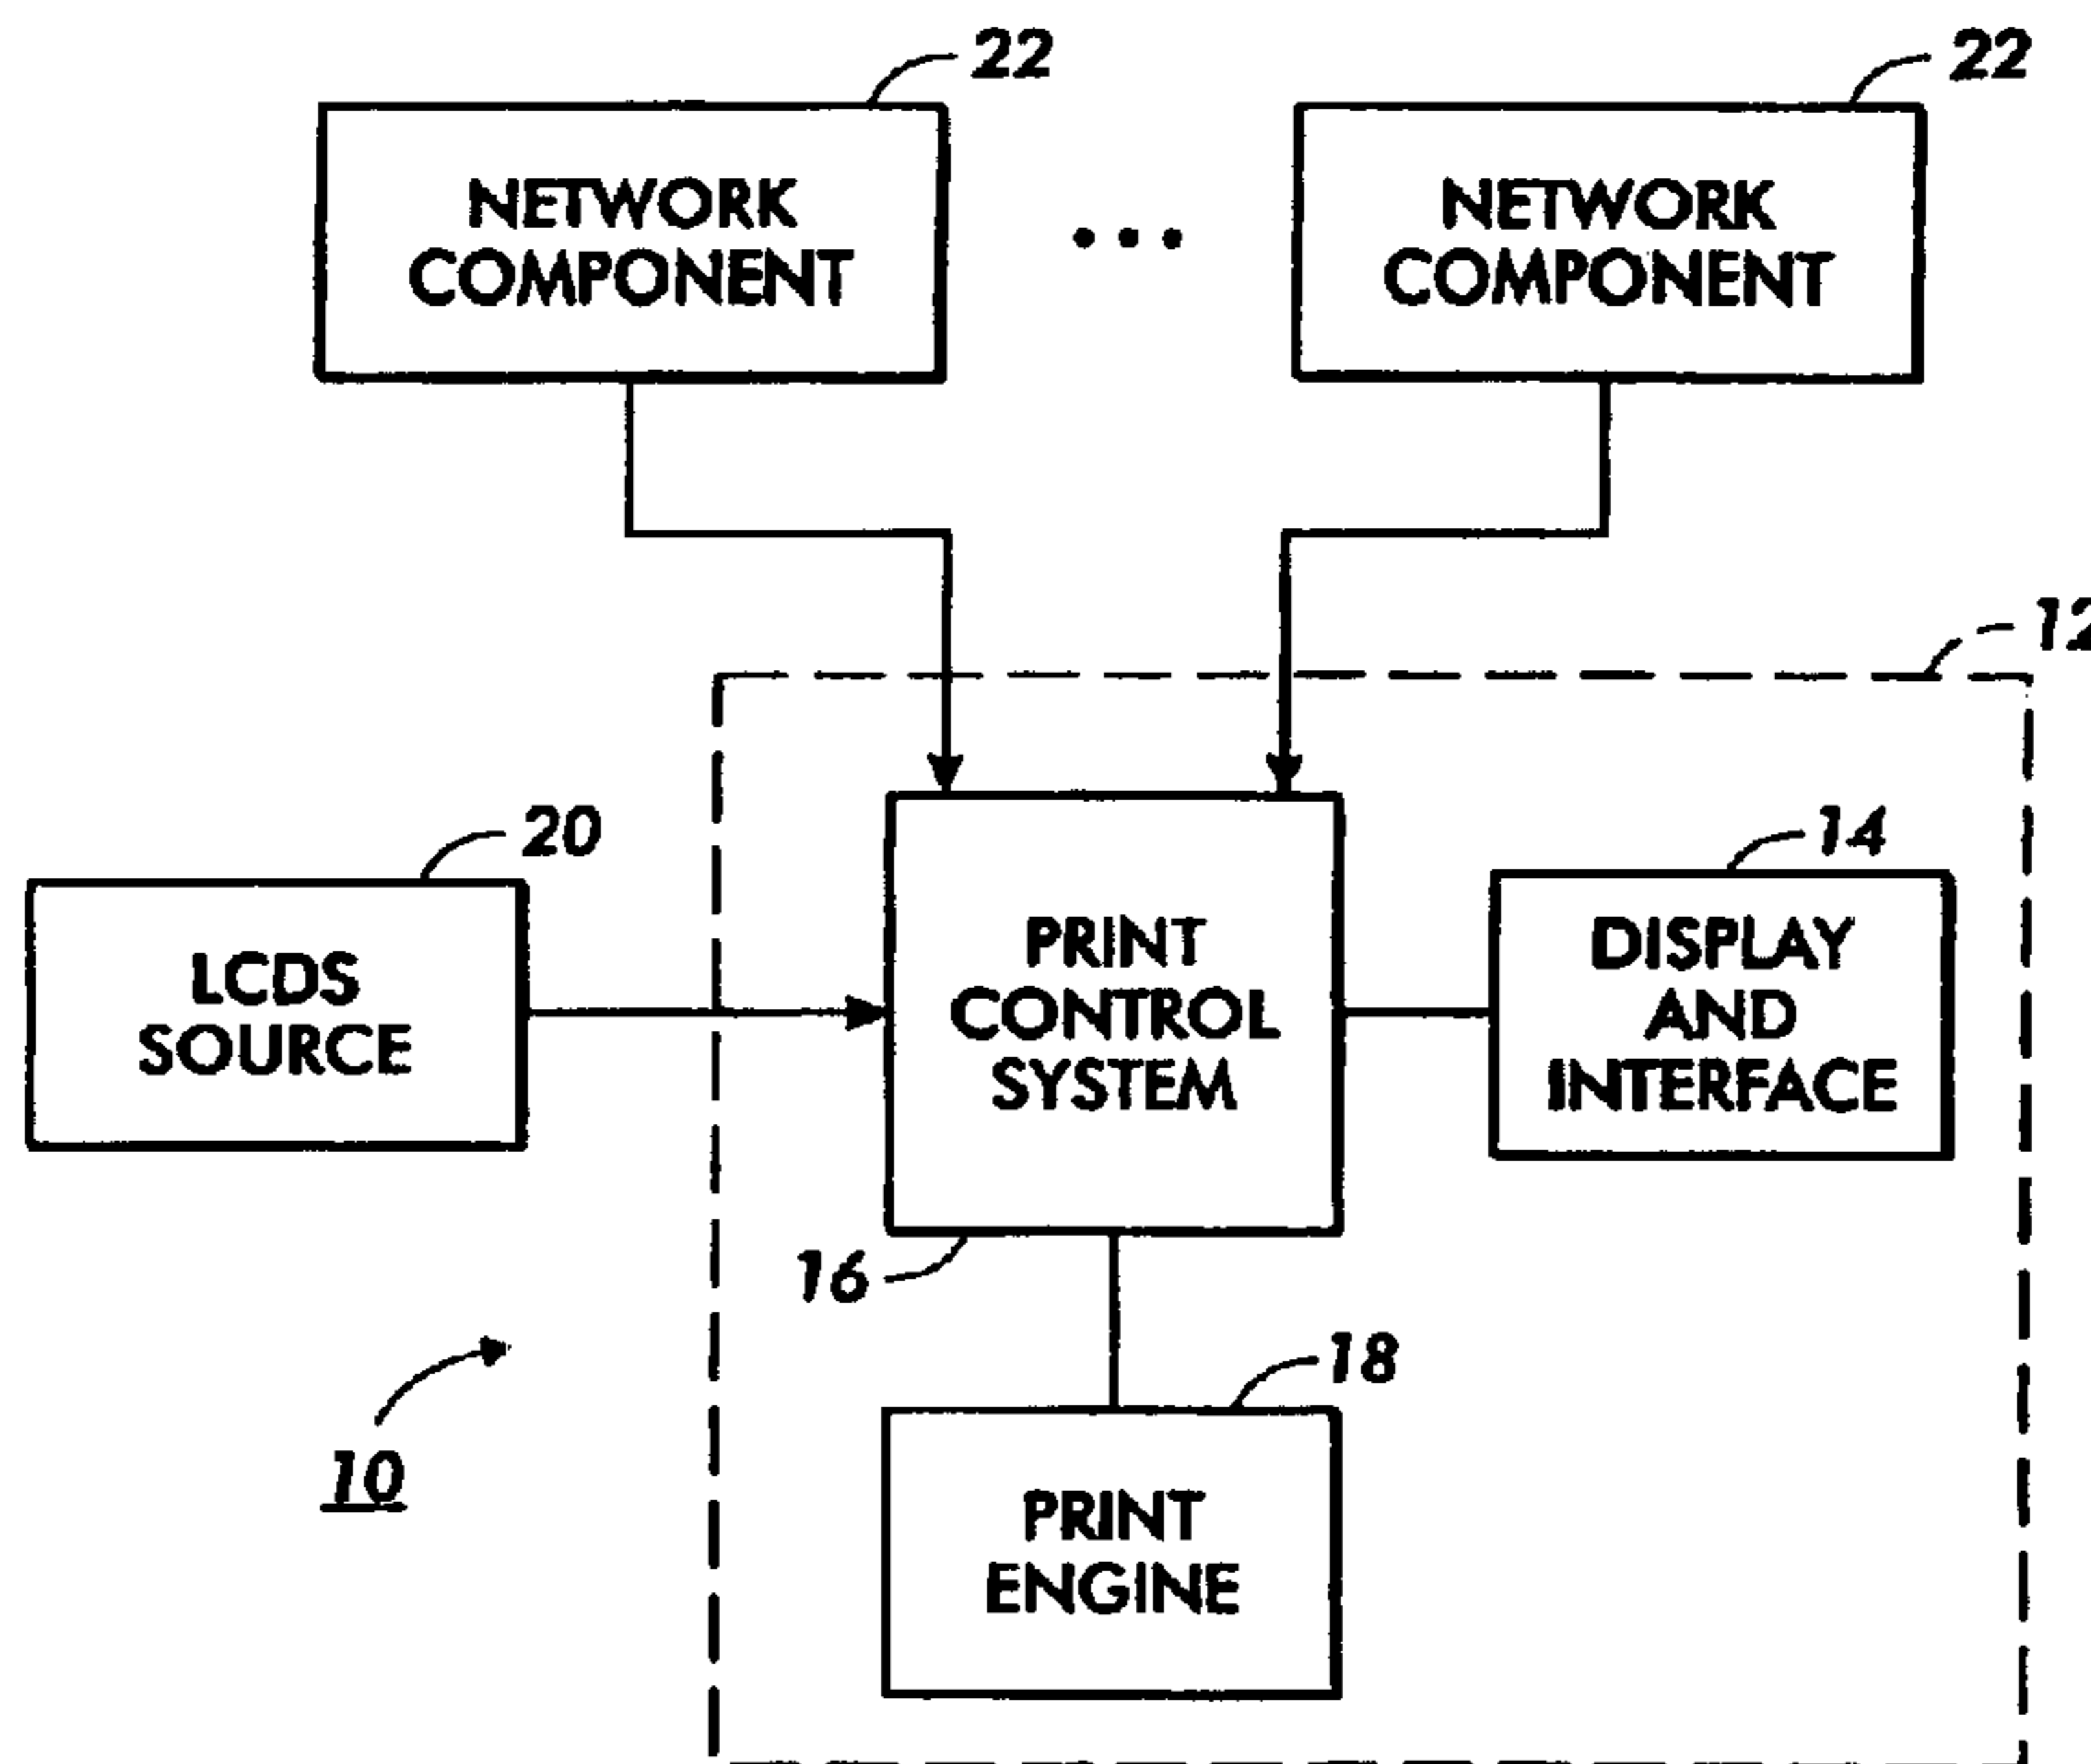 22
22
NETWORK
COMPONENT
NETWORK
COMPONENT
12
20
14
LCDS
SOURCE
PRINT
CONTROL
SYSTEM
DISPLAY
AND
INTERFACE
16
18
10
PRINT
ENGINE